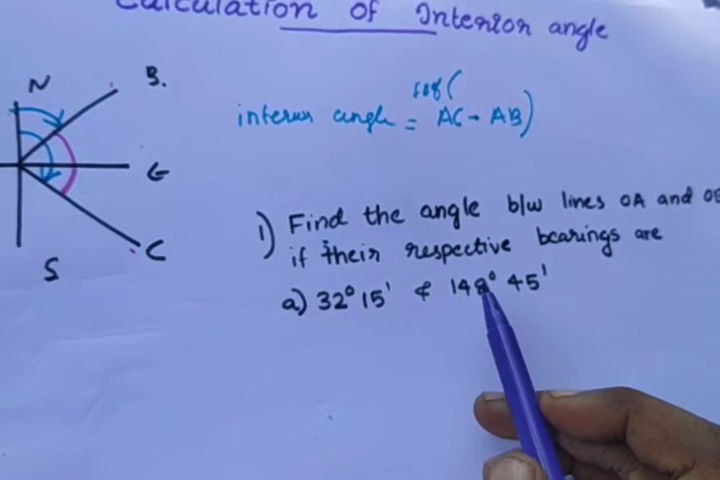 Calculation of Interior angle
N
B.
E
C
S
of (
interior angle = AC - AB)
1) Find the angle b/w lines OA and OB
if their respective bearings are
a) 32° 15' & 148° 45'